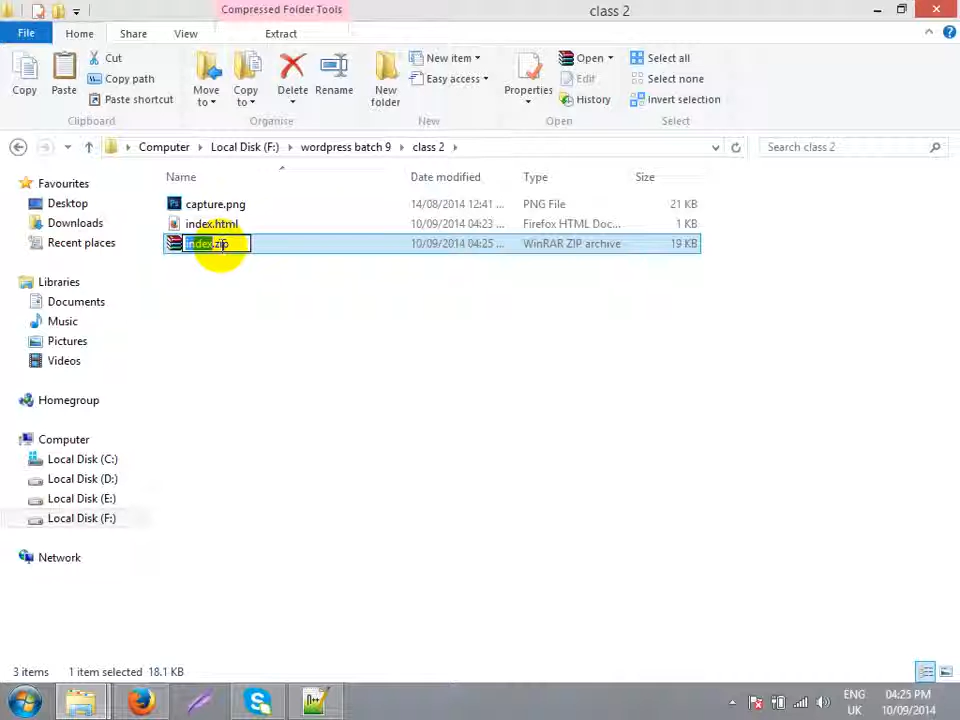 Compressed Folder Tools
class 2
File
Home
Share
View
Extract
Copy
Paste
Cut
Copy path
Paste shortcut
Clipboard
Move to
Copy to
Delete
Rename
Organise
New folder
New item
Easy access
New
Properties
Open
Edit
History
Open
Select all
Select none
Invert selection
Select
Computer
Local Disk (F:)
wordpress batch 9
class 2
Search class 2
Name
Date modified
Type
Size
capture.png 14/08/2014 12:41 ... PNG File 21 KB
index.html 10/09/2014 04:23 ... Firefox HTML Doc... 1 KB
index.zip 10/09/2014 04:25 ... WinRAR ZIP archive 19 KB
Favourites
Desktop
Downloads
Recent places
Libraries
Documents
Music
Pictures
Videos
Homegroup
Computer
Local Disk (C:)
Local Disk (D:)
Local Disk (E:)
Local Disk (F:)
Network
3 items 1 item selected 18.1 KB
ENG 04:25 PM
UK 10/09/2014